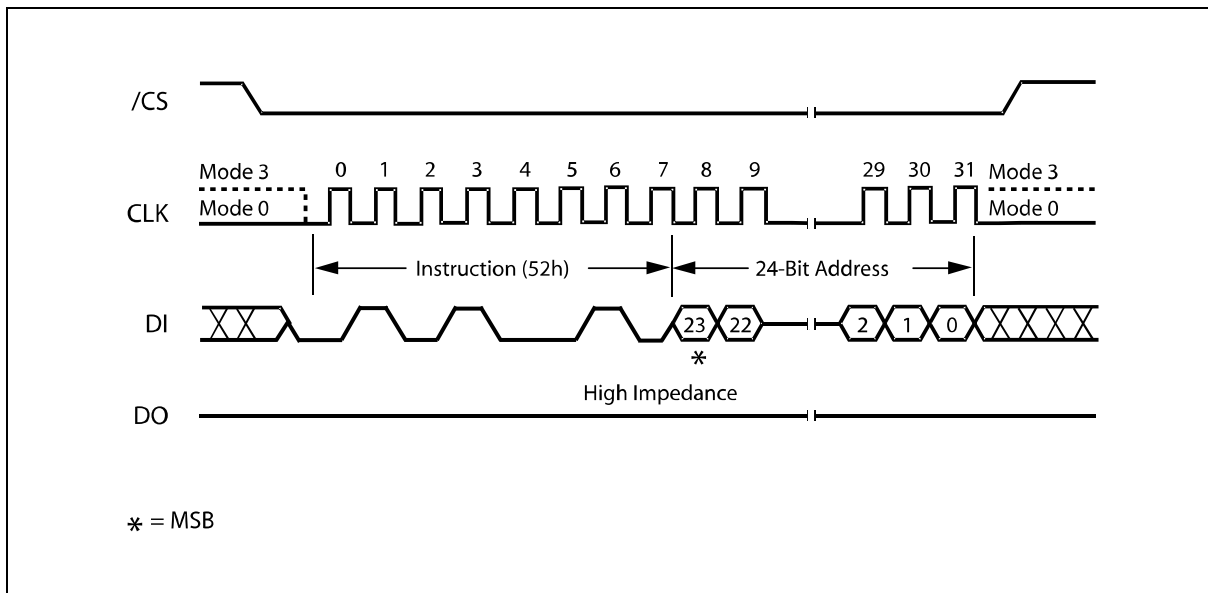 /CS
Mode 3 0 1 2 3 4 5 6 7 8 9 29 30 31 Mode 3
CLK Mode 0 Mode 0
Instruction (52h) 24-Bit Address
DI 23 22 2 1 0
*
High Impedance
DO
* = MSB